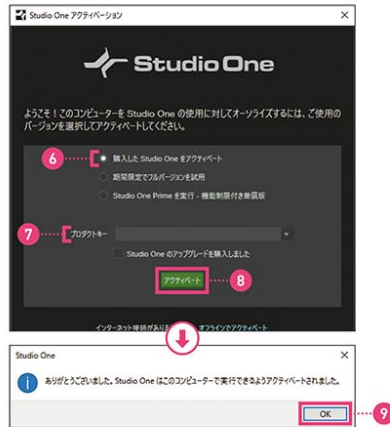 Studio One アクティベーション
Studio One
ようこそ！このコンピューターを Studio One の使用に対してオーソライズするには、ご使用の
バージョンを選択してアクティベートしてください。
6 購入した Studio One をアクティベート
期間限定でフルバージョンを試用
Studio One Prime を実行 - 機能制限付き無償版
7 プロダクトキー
Studio One のアップグレードを購入しました
アクティベート 8
インターネット接続があり オフラインでアクティベート
Studio One
ありがとうございました。Studio One はこのコンピューターで実行できるようアクティベートされました。
OK 9